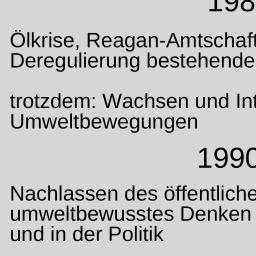 198
Ölkrise, Reagan-Amtschaft
Deregulierung bestehende
trotzdem: Wachsen und Int
Umweltbewegungen
1990
Nachlassen des öffentliche
umweltbewusstes Denken
und in der Politik